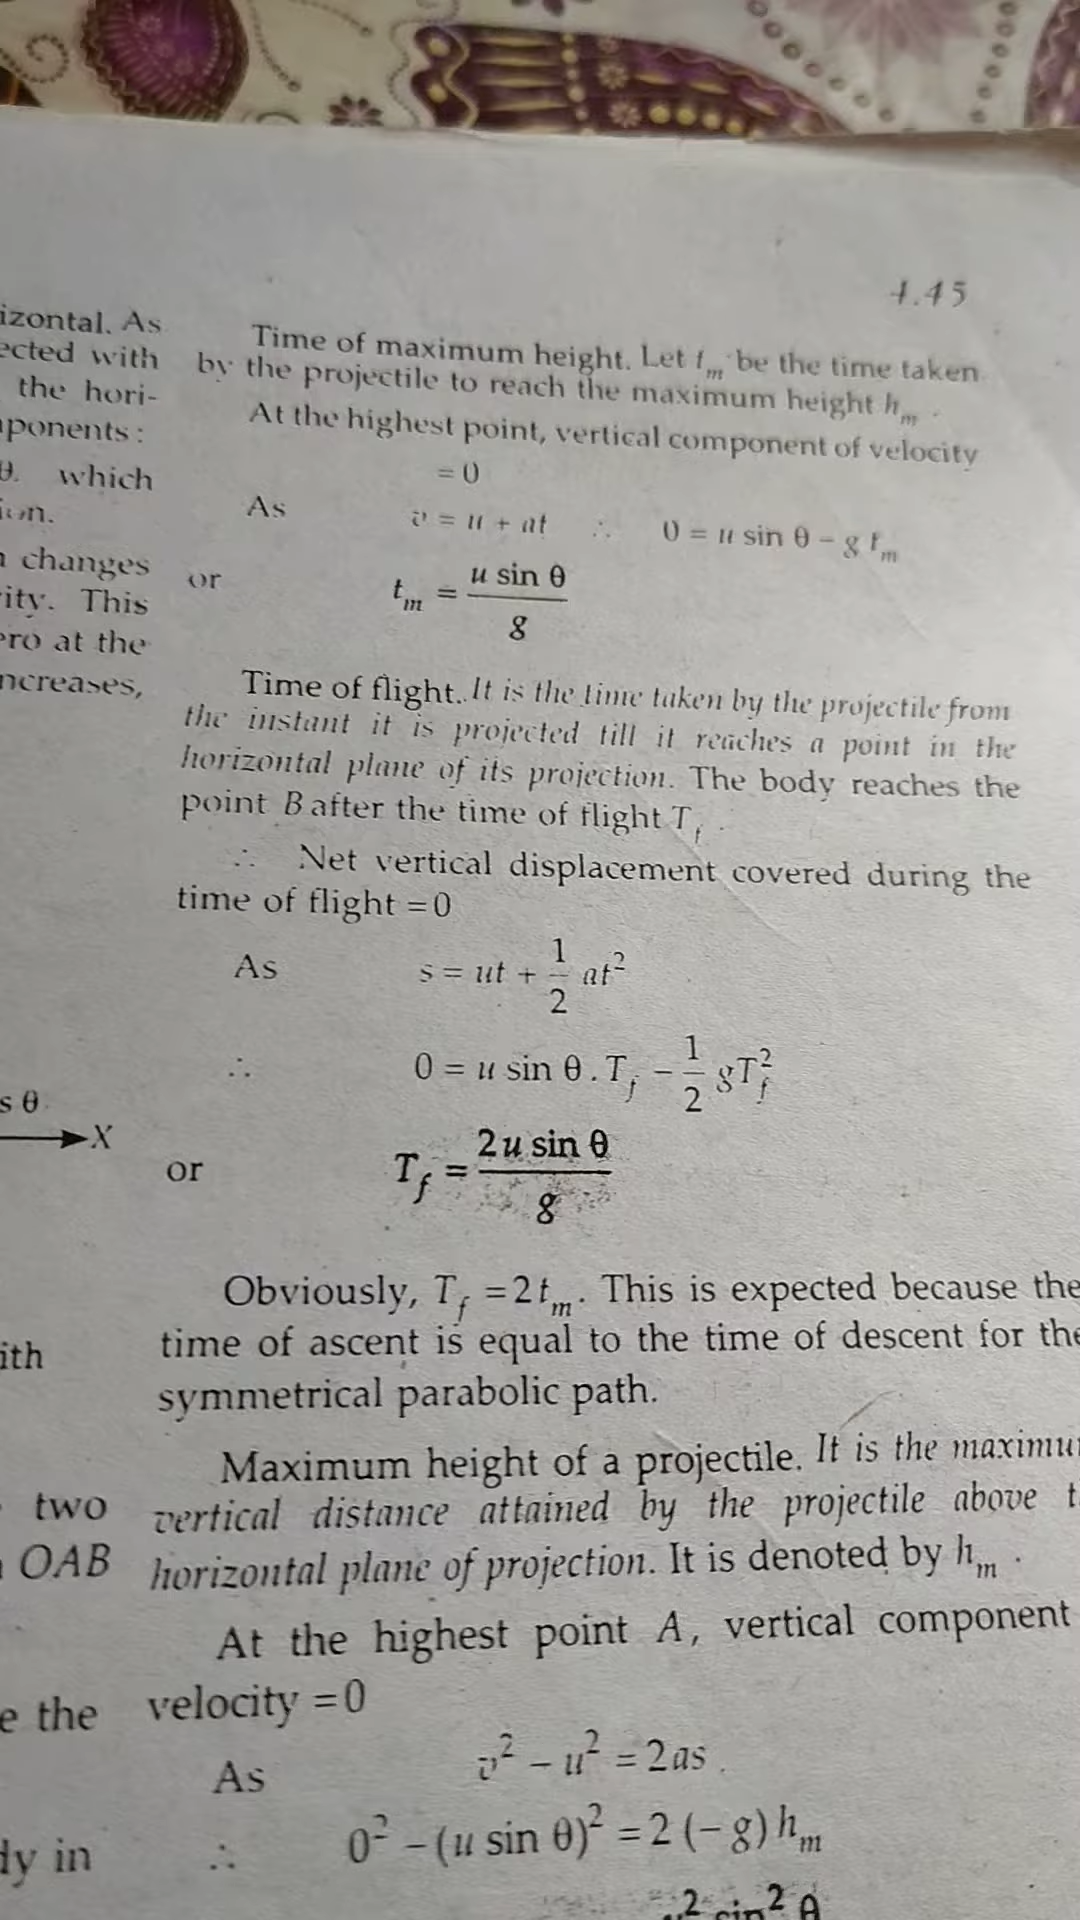 4.45
izontal. As
ected with
the hori-
ponents :
θ. which
ion.
changes
ity. This
ero at the
ncreases,
s θ
X
ith
two
OAB
e the
dy in
Time of maximum height. Let t_m be the time taken
by the projectile to reach the maximum height h_m.
At the highest point, vertical component of velocity
= 0
As v = u + at ∴ 0 = u sin θ – g t_m
or t_m = u sin θ / g
Time of flight. It is the time taken by the projectile from
the instant it is projected till it reaches a point in the
horizontal plane of its projection. The body reaches the
point B after the time of flight T_f.
∴ Net vertical displacement covered during the
time of flight = 0
As s = ut + 1/2 at²
∴ 0 = u sin θ . T_f – 1/2 gT_f²
or T_f = 2u sin θ / g
Obviously, T_f = 2t_m. This is expected because the
time of ascent is equal to the time of descent for the
symmetrical parabolic path.
Maximum height of a projectile. It is the maximu
vertical distance attained by the projectile above t
horizontal plane of projection. It is denoted by h_m.
At the highest point A, vertical component
velocity = 0
As v² – u² = 2as.
∴ 0² – (u sin θ)² = 2 (– g) h_m
u² sin² θ